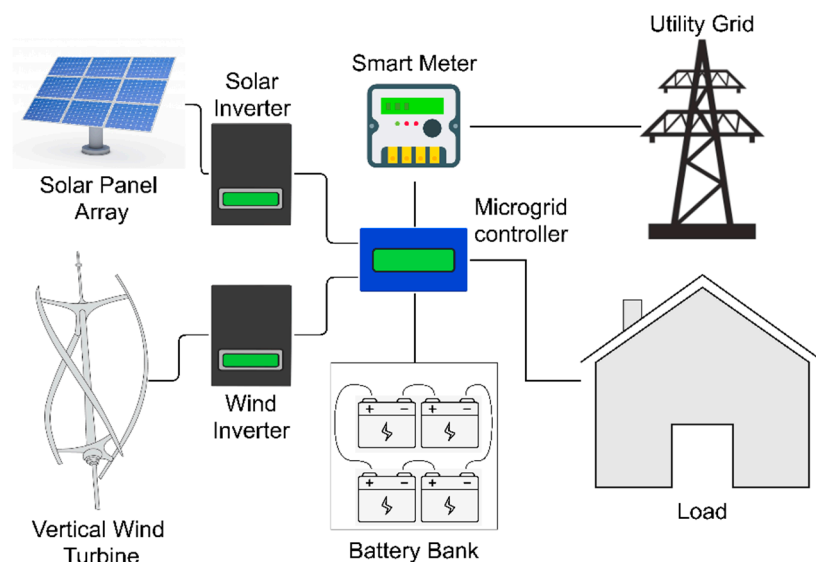 Utility Grid
Smart Meter
Solar
Inverter
Solar Panel
Array
Microgrid
controller
Wind
Inverter
+ −
+ −
+ −
+ −
Vertical Wind
Turbine
Battery Bank
Load